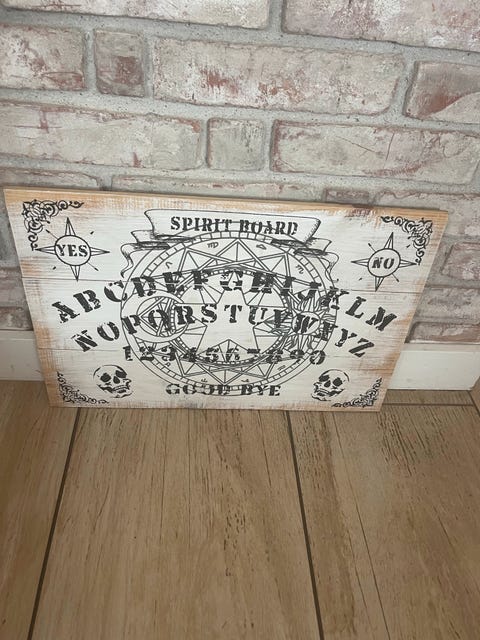 SPIRIT BOARD
YES
NO
ABCDEFGHIJKLM
NOPQRSTUVWXYZ
1234567890
GOOD BYE